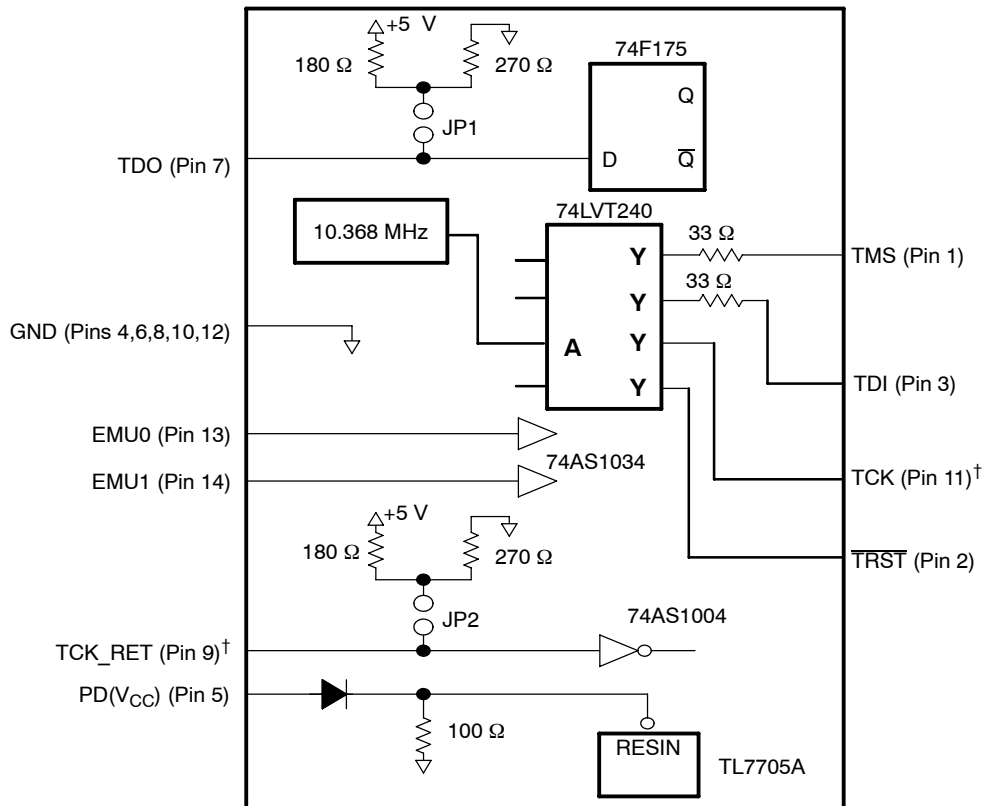 +5 V
180 Ω
270 Ω
JP1
74F175
Q
D
Q̅
TDO (Pin 7)
74LVT240
10.368 MHz
33 Ω
Y
TMS (Pin 1)
33 Ω
Y
GND (Pins 4,6,8,10,12)
A
Y
Y
TDI (Pin 3)
EMU0 (Pin 13)
74AS1034
EMU1 (Pin 14)
TCK (Pin 11)†
+5 V
180 Ω
270 Ω
T̅R̅S̅T̅ (Pin 2)
JP2
74AS1004
TCK_RET (Pin 9)†
PD(VCC) (Pin 5)
100 Ω
RESIN
TL7705A